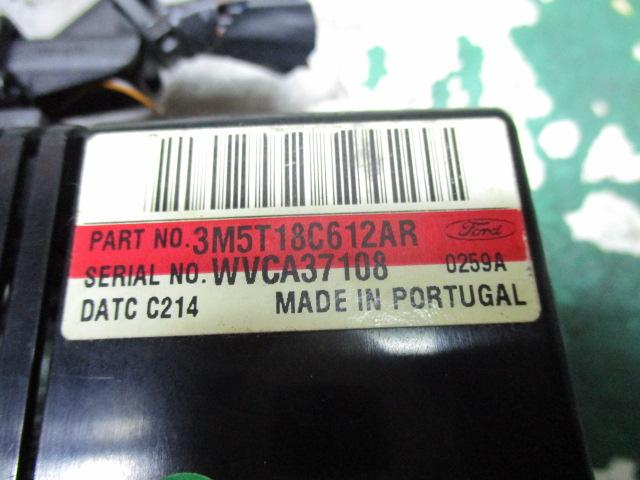 PART NO. 3M5T18C612AR Ford
SERIAL NO. WVCA37108 0259A
DATC C214 MADE IN PORTUGAL